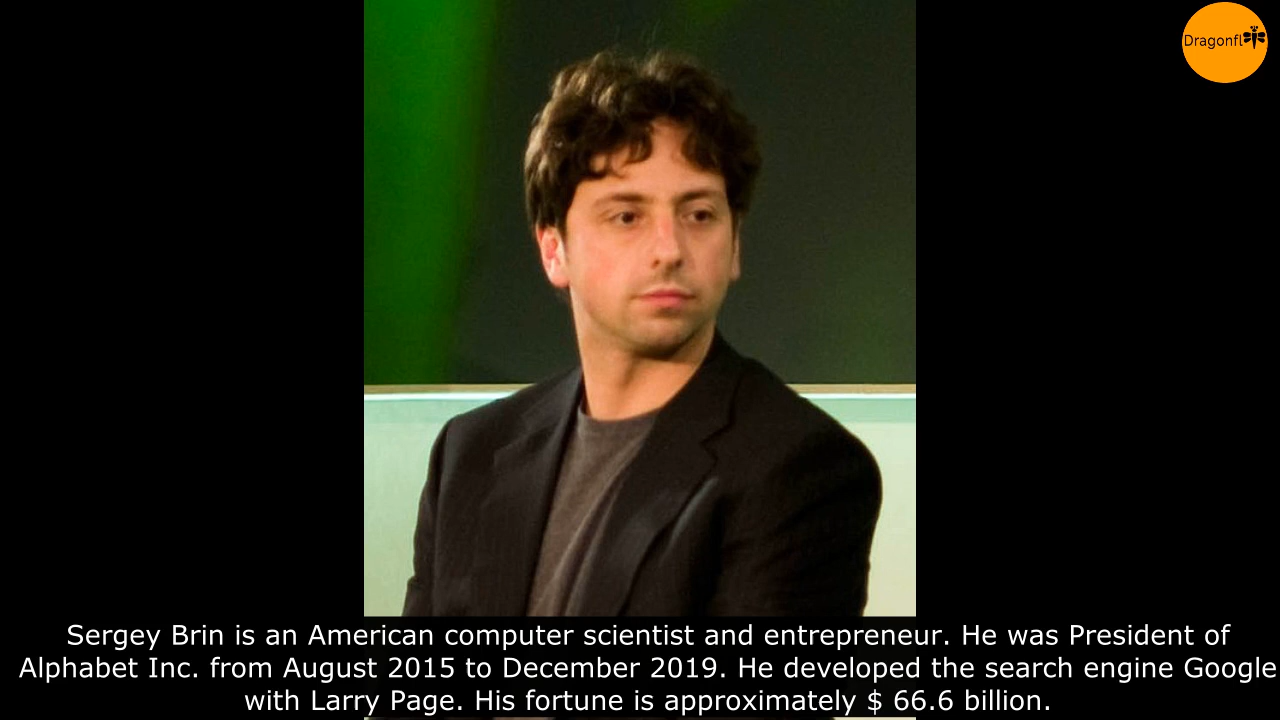 Dragonfl
Sergey Brin is an American computer scientist and entrepreneur. He was President of
Alphabet Inc. from August 2015 to December 2019. He developed the search engine Google
with Larry Page. His fortune is approximately $ 66.6 billion.